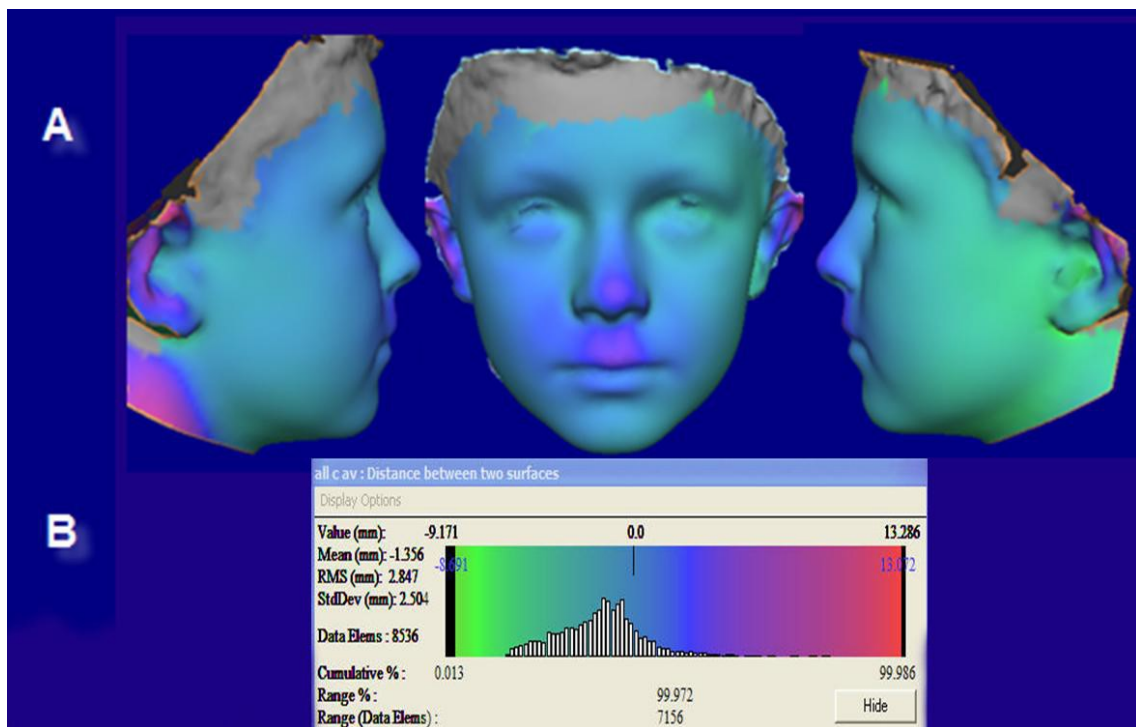 A
B
all c av : Distance between two surfaces
Display Options
Value (mm): -9.171 0.0 13.286
Mean (mm): -1.356 -8.691 13.072
RMS (mm): 2.847
StdDev (mm): 2.504
Data Elems : 8536
Cumulative % : 0.013 99.986
Range % : 99.972
Range (Data Elems) : 7156
Hide